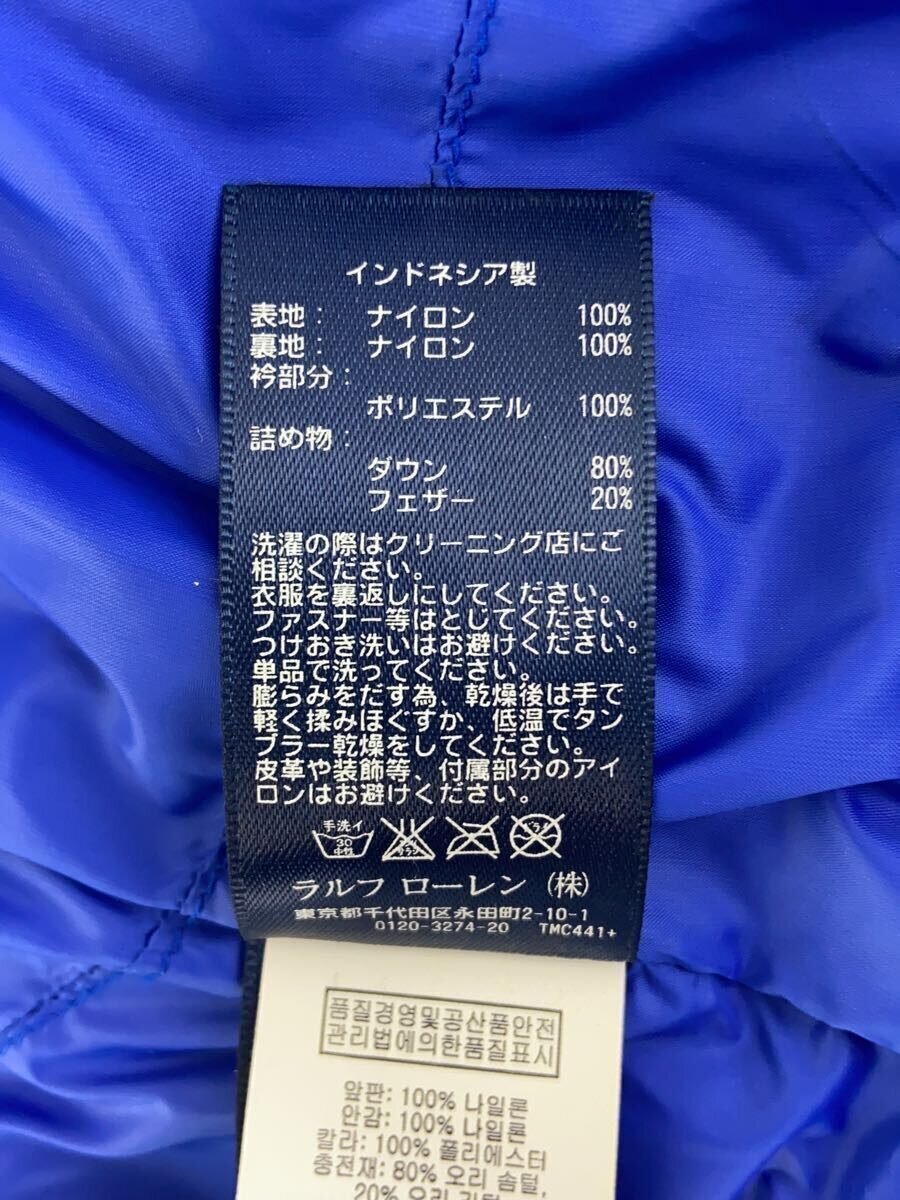 インドネシア製
表地: ナイロン 100%
裏地: ナイロン 100%
衿部分:
ポリエステル 100%
詰め物:
ダウン 80%
フェザー 20%
洗濯の際はクリーニング店にご
相談ください。
衣服を裏返しにしてください。
ファスナー等はとじてください。
つけおき洗いはお避けください。
単品で洗ってください。
膨らみをだす為、乾燥後は手で
軽く揉みほぐすか、低温でタン
ブラー乾燥をしてください。
皮革や装飾等、付属部分のアイ
ロンはお避けください。
手洗イ
30
中性
ラルフ ローレン (株)
東京都千代田区永田町2-10-1
0120-3274-20 TMC441+
품질경영및공산품안전
관리법에의한품질표시
앞판: 100% 나일론
안감: 100% 나일론
칼라: 100% 폴리에스터
충전재: 80% 오리 솜털,
20% 오리